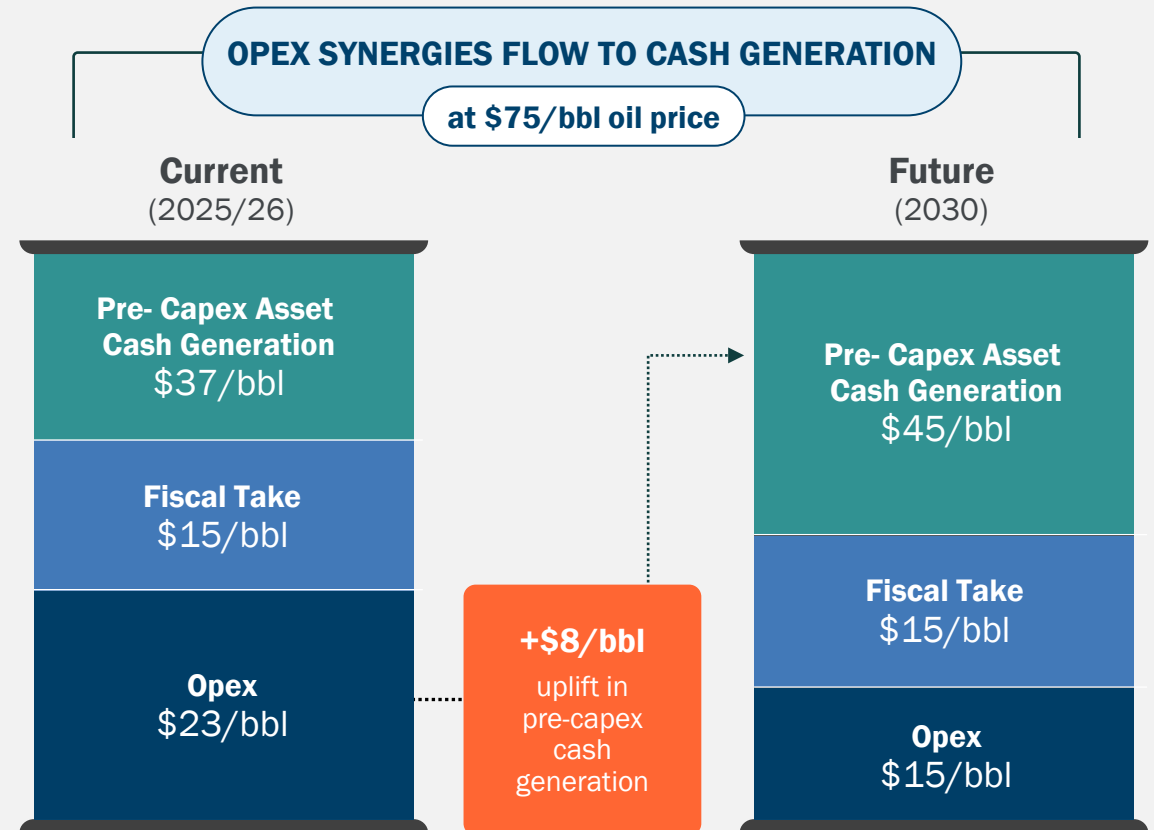 OPEX SYNERGIES FLOW TO CASH GENERATION
at $75/bbl oil price
Current
(2025/26)
Pre- Capex Asset
Cash Generation
$37/bbl
Fiscal Take
$15/bbl
Opex
$23/bbl
+$8/bbl
uplift in
pre-capex
cash
generation
Future
(2030)
Pre- Capex Asset
Cash Generation
$45/bbl
Fiscal Take
$15/bbl
Opex
$15/bbl